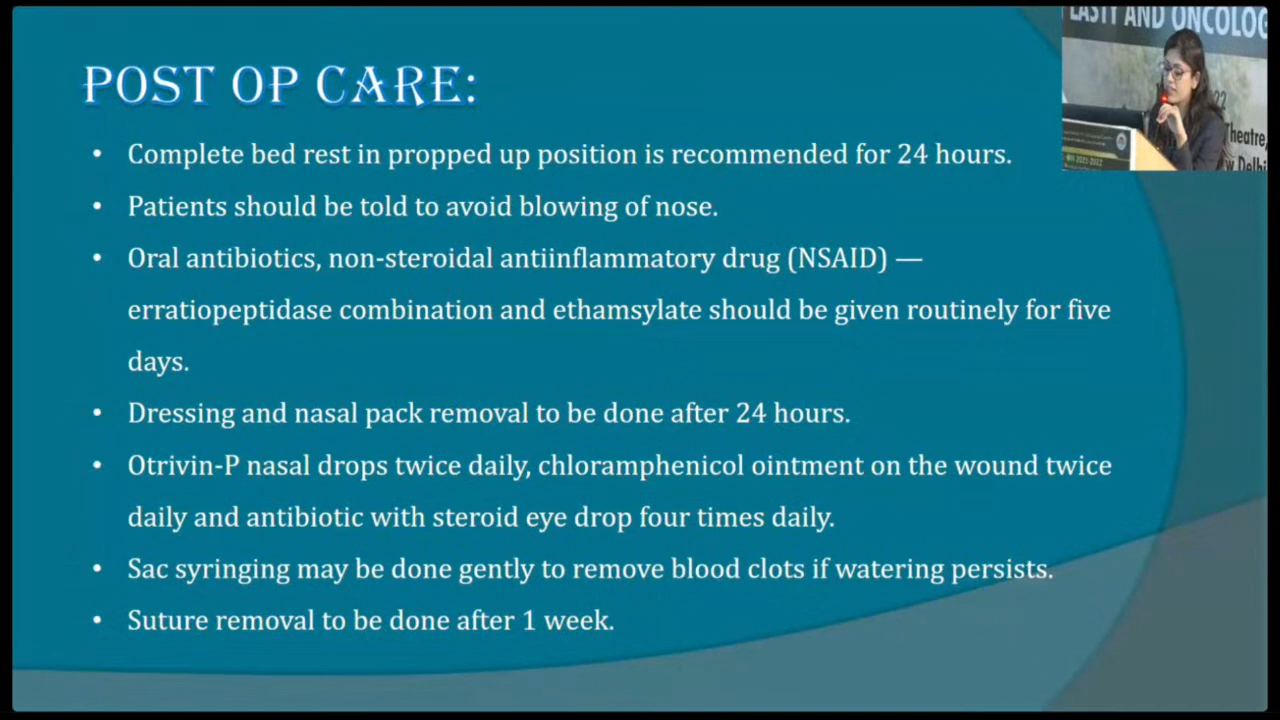 LASTY AND ONCOLOG
POST OP CARE:
22
Theatre,
w Delhi
• Complete bed rest in propped up position is recommended for 24 hours.
• Patients should be told to avoid blowing of nose.
• Oral antibiotics, non-steroidal antiinflammatory drug (NSAID) —
erratiopeptidase combination and ethamsylate should be given routinely for five
days.
• Dressing and nasal pack removal to be done after 24 hours.
• Otrivin-P nasal drops twice daily, chloramphenicol ointment on the wound twice
daily and antibiotic with steroid eye drop four times daily.
• Sac syringing may be done gently to remove blood clots if watering persists.
• Suture removal to be done after 1 week.